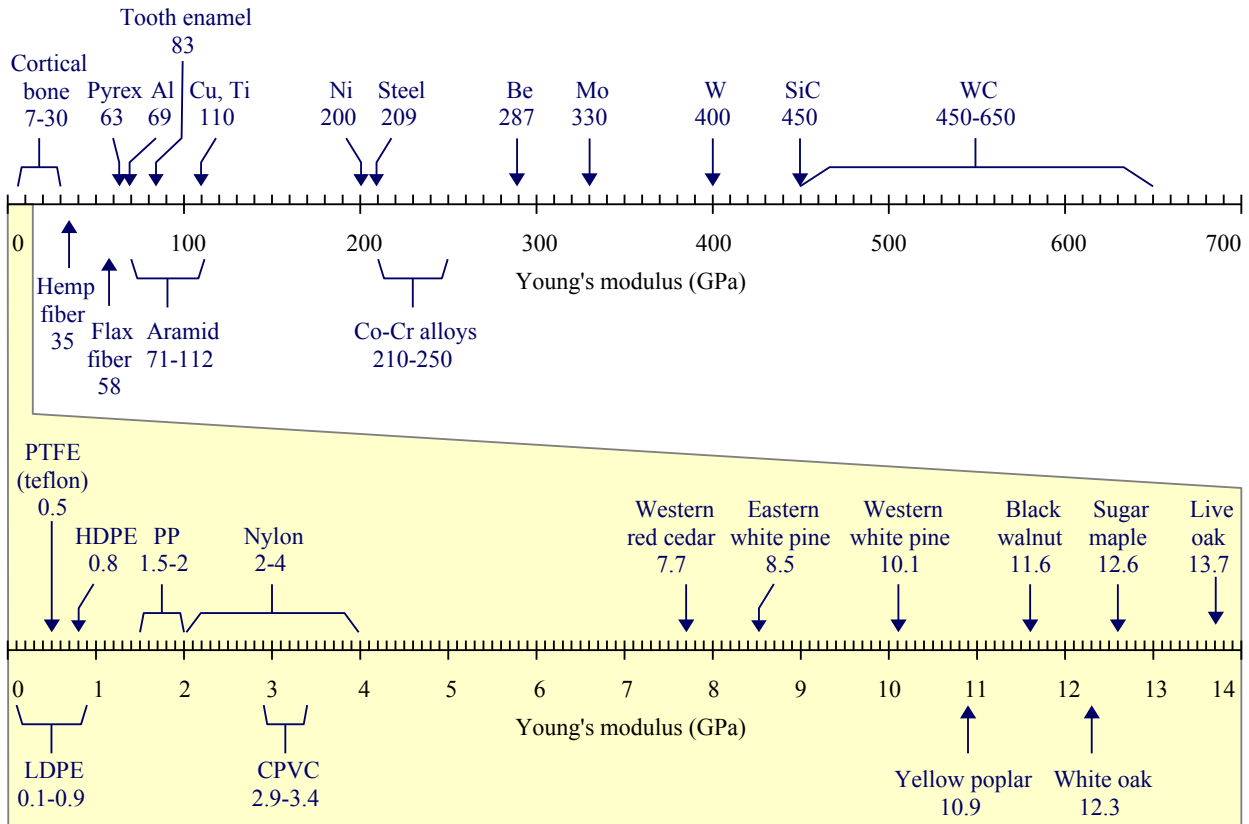 Tooth enamel
83
Cortical
bone
7-30
Pyrex
63
Al
69
Cu, Ti
110
Ni
200
Steel
209
Be
287
Mo
330
W
400
SiC
450
WC
450-650
0 100 200 300 400 500 600 700
Young's modulus (GPa)
Hemp
fiber
35
Flax
fiber
58
Aramid
71-112
Co-Cr alloys
210-250
PTFE
(teflon)
0.5
HDPE
0.8
PP
1.5-2
Nylon
2-4
Western
red cedar
7.7
Eastern
white pine
8.5
Western
white pine
10.1
Black
walnut
11.6
Sugar
maple
12.6
Live
oak
13.7
0 1 2 3 4 5 6 7 8 9 10 11 12 13 14
Young's modulus (GPa)
LDPE
0.1-0.9
CPVC
2.9-3.4
Yellow poplar
10.9
White oak
12.3